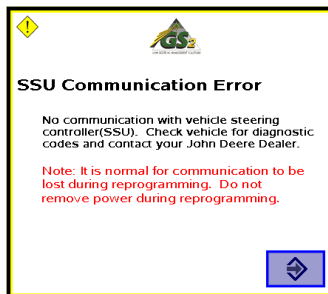 GS2
SSU Communication Error
No communication with vehicle steering
controller(SSU). Check vehicle for diagnostic
codes and contact your John Deere Dealer.
Note: It is normal for communication to be
lost during reprogramming. Do not
remove power during reprogramming.